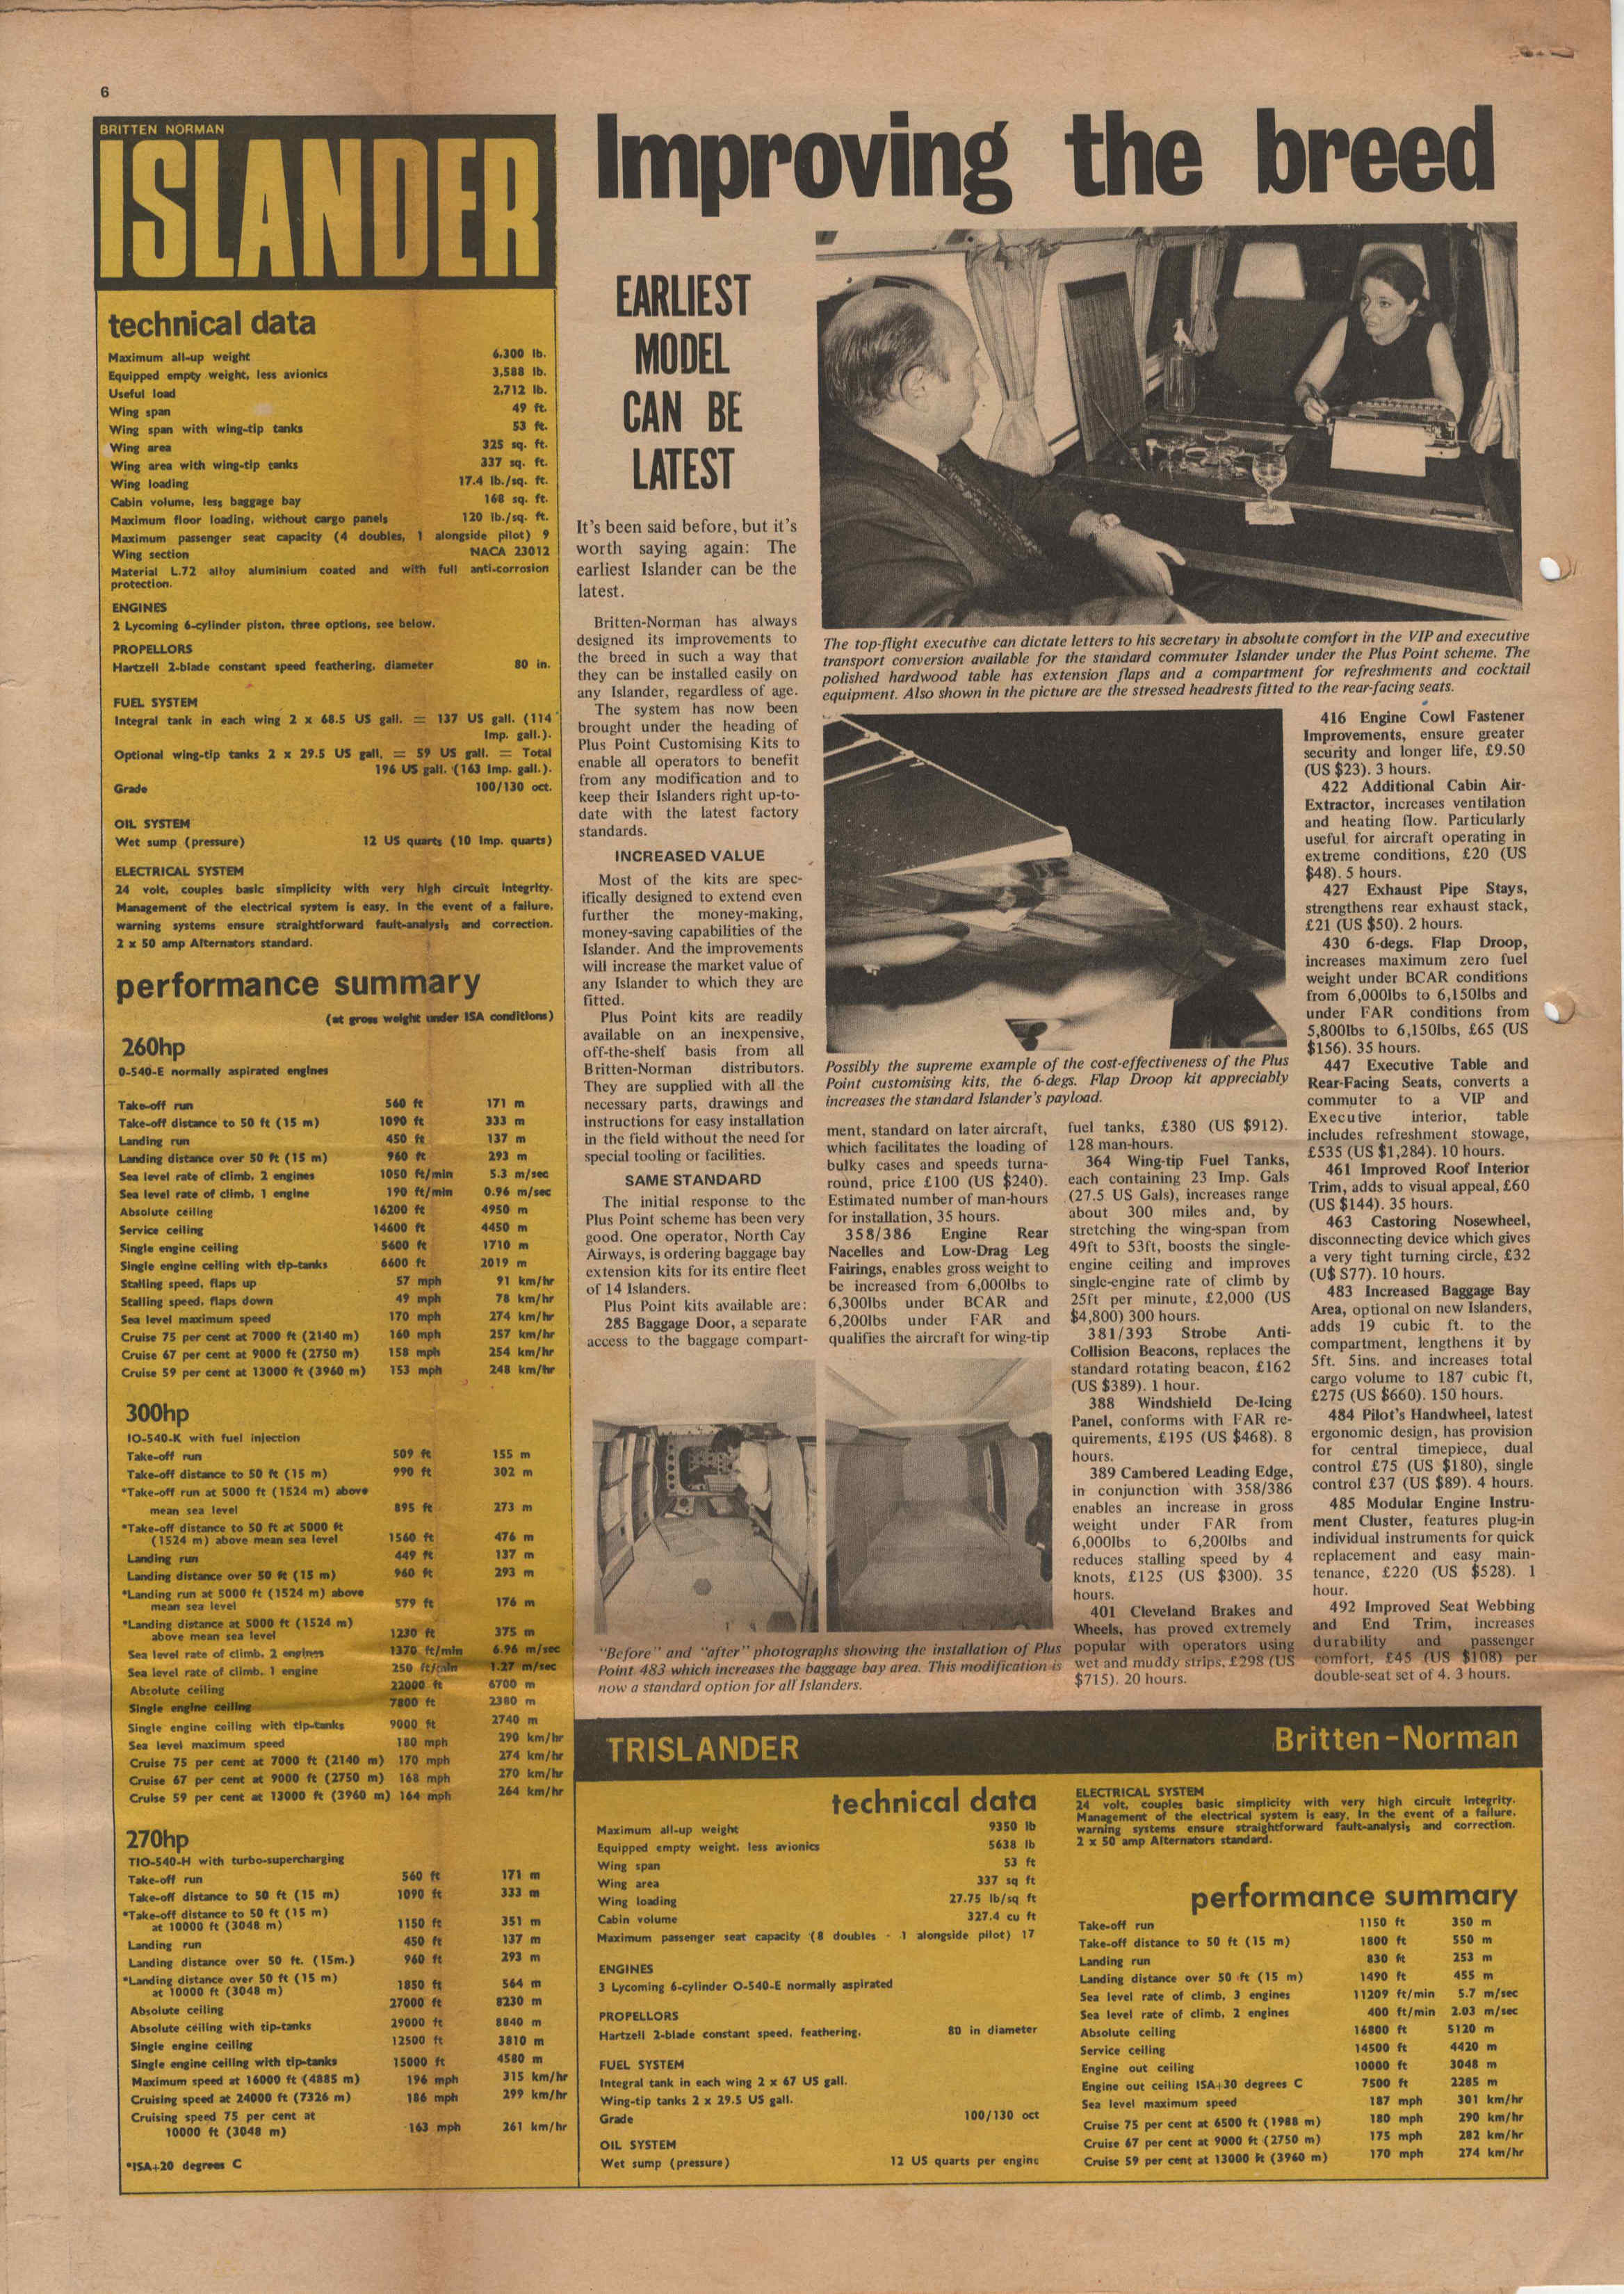 6
BRITTEN NORMAN
ISLANDER
technical data
Maximum all-up weight 6,300 lb.
Equipped empty weight, less avionics 3,588 lb.
Useful load 2,712 lb.
Wing span 49 ft.
Wing span with wing-tip tanks 53 ft.
Wing area 325 sq. ft.
Wing area with wing-tip tanks 337 sq. ft.
Wing loading 17.4 lb./sq. ft.
Cabin volume, less baggage bay 168 sq. ft.
Maximum floor loading, without cargo panels 120 lb./sq. ft.
Maximum passenger seat capacity (4 doubles, 1 alongside pilot) 9
Wing section NACA 23012
Material L.72 alloy aluminium coated and with full anti-corrosion
protection.
ENGINES
2 Lycoming 6-cylinder piston, three options, see below.
PROPELLORS
Hartzell 2-blade constant speed feathering, diameter 80 in.
FUEL SYSTEM
Integral tank in each wing 2 x 68.5 US gall. = 137 US gall. (114
Imp. gall.).
Optional wing-tip tanks 2 x 29.5 US gall. = 59 US gall. = Total
196 US gall. (163 Imp. gall.).
Grade 100/130 oct.
OIL SYSTEM
Wet sump (pressure) 12 US quarts (10 Imp. quarts)
ELECTRICAL SYSTEM
24 volt, couples basic simplicity with very high circuit integrity.
Management of the electrical system is easy. In the event of a failure,
warning systems ensure straightforward fault-analysis and correction.
2 x 50 amp Alternators standard.
performance summary
(at gross weight under ISA conditions)
260hp
0-540-E normally aspirated engines
Take-off run 560 ft 171 m
Take-off distance to 50 ft (15 m) 1090 ft 333 m
Landing run 450 ft 137 m
Landing distance over 50 ft (15 m) 960 ft 293 m
Sea level rate of climb, 2 engines 1050 ft/min 5.3 m/sec
Sea level rate of climb, 1 engine 190 ft/min 0.96 m/sec
Absolute ceiling 16200 ft 4950 m
Service ceiling 14600 ft 4450 m
Single engine ceiling 5600 ft 1710 m
Single engine ceiling with tip-tanks 6600 ft 2019 m
Stalling speed, flaps up 57 mph 91 km/hr
Stalling speed, flaps down 49 mph 78 km/hr
Sea level maximum speed 170 mph 274 km/hr
Cruise 75 per cent at 7000 ft (2140 m) 160 mph 257 km/hr
Cruise 67 per cent at 9000 ft (2750 m) 158 mph 254 km/hr
Cruise 59 per cent at 13000 ft (3960 m) 153 mph 248 km/hr
300hp
IO-540-K with fuel injection
Take-off run 509 ft 155 m
Take-off distance to 50 ft (15 m) 990 ft 302 m
*Take-off run at 5000 ft (1524 m) above
mean sea level 895 ft 273 m
*Take-off distance to 50 ft at 5000 ft
(1524 m) above mean sea level 1560 ft 476 m
Landing run 449 ft 137 m
Landing distance over 50 ft (15 m) 960 ft 293 m
*Landing run at 5000 ft (1524 m) above
mean sea level 579 ft 176 m
*Landing distance at 5000 ft (1524 m)
above mean sea level 1230 ft 375 m
Sea level rate of climb, 2 engines 1370 ft/min 6.96 m/sec
Sea level rate of climb, 1 engine 250 ft/min 1.27 m/sec
Absolute ceiling 22000 ft 6700 m
Single engine ceiling 7800 ft 2380 m
Single engine ceiling with tip-tanks 9000 ft 2740 m
Sea level maximum speed 180 mph 290 km/hr
Cruise 75 per cent at 7000 ft (2140 m) 170 mph 274 km/hr
Cruise 67 per cent at 9000 ft (2750 m) 168 mph 270 km/hr
Cruise 59 per cent at 13000 ft (3960 m) 164 mph 264 km/hr
270hp
TIO-540-H with turbo-supercharging
Take-off run 560 ft 171 m
Take-off distance to 50 ft (15 m) 1090 ft 333 m
*Take-off distance to 50 ft (15 m)
at 10000 ft (3048 m) 1150 ft 351 m
Landing run 450 ft 137 m
Landing distance over 50 ft. (15m.) 960 ft 293 m
*Landing distance over 50 ft (15 m)
at 10000 ft (3048 m) 1850 ft 564 m
Absolute ceiling 27000 ft 8230 m
Absolute ceiling with tip-tanks 29000 ft 8840 m
Single engine ceiling 12500 ft 3810 m
Single engine ceiling with tip-tanks 15000 ft 4580 m
Maximum speed at 16000 ft (4885 m) 196 mph 315 km/hr
Cruising speed at 24000 ft (7326 m) 186 mph 299 km/hr
Cruising speed 75 per cent at
10000 ft (3048 m) 163 mph 261 km/hr
*ISA+20 degrees C
Improving the breed
EARLIEST
MODEL
CAN BE
LATEST
It's been said before, but it's
worth saying again: The
earliest Islander can be the
latest.
Britten-Norman has always
designed its improvements to
the breed in such a way that
they can be installed easily on
any Islander, regardless of age.
The system has now been
brought under the heading of
Plus Point Customising Kits to
enable all operators to benefit
from any modification and to
keep their Islanders right up-to-
date with the latest factory
standards.
INCREASED VALUE
Most of the kits are spec-
ifically designed to extend even
further the money-making,
money-saving capabilities of the
Islander. And the improvements
will increase the market value of
any Islander to which they are
fitted.
Plus Point kits are readily
available on an inexpensive,
off-the-shelf basis from all
Britten-Norman distributors.
They are supplied with all the
necessary parts, drawings and
instructions for easy installation
in the field without the need for
special tooling or facilities.
SAME STANDARD
The initial response to the
Plus Point scheme has been very
good. One operator, North Cay
Airways, is ordering baggage bay
extension kits for its entire fleet
of 14 Islanders.
Plus Point kits available are:
285 Baggage Door, a separate
access to the baggage compart-
The top-flight executive can dictate letters to his secretary in absolute comfort in the VIP and executive
transport conversion available for the standard commuter Islander under the Plus Point scheme. The
polished hardwood table has extension flaps and a compartment for refreshments and cocktail
equipment. Also shown in the picture are the stressed headrests fitted to the rear-facing seats.
Possibly the supreme example of the cost-effectiveness of the Plus
Point customising kits, the 6-degs. Flap Droop kit appreciably
increases the standard Islander's payload.
ment, standard on later aircraft,
which facilitates the loading of
bulky cases and speeds turna-
round, price £100 (US $240).
Estimated number of man-hours
for installation, 35 hours.
358/386 Engine Rear
Nacelles and Low-Drag Leg
Fairings, enables gross weight to
be increased from 6,000lbs to
6,300lbs under BCAR and
6,200lbs under FAR and
qualifies the aircraft for wing-tip
fuel tanks, £380 (US $912).
128 man-hours.
364 Wing-tip Fuel Tanks,
each containing 23 Imp. Gals
(27.5 US Gals), increases range
about 300 miles and, by
stretching the wing-span from
49ft to 53ft, boosts the single-
engine ceiling and improves
single-engine rate of climb by
25ft per minute, £2,000 (US
$4,800) 300 hours.
381/393 Strobe Anti-
Collision Beacons, replaces the
standard rotating beacon, £162
(US $389). 1 hour.
388 Windshield De-Icing
Panel, conforms with FAR re-
quirements, £195 (US $468). 8
hours.
389 Cambered Leading Edge,
in conjunction with 358/386
enables an increase in gross
weight under FAR from
6,000lbs to 6,200lbs and
reduces stalling speed by 4
knots, £125 (US $300). 35
hours.
401 Cleveland Brakes and
Wheels, has proved extremely
popular with operators using
wet and muddy strips, £298 (US
$715). 20 hours.
416 Engine Cowl Fastener
Improvements, ensure greater
security and longer life, £9.50
(US $23). 3 hours.
422 Additional Cabin Air-
Extractor, increases ventilation
and heating flow. Particularly
useful for aircraft operating in
extreme conditions, £20 (US
$48). 5 hours.
427 Exhaust Pipe Stays,
strengthens rear exhaust stack,
£21 (US $50). 2 hours.
430 6-degs. Flap Droop,
increases maximum zero fuel
weight under BCAR conditions
from 6,000lbs to 6,150lbs and
under FAR conditions from
5,800lbs to 6,150lbs, £65 (US
$156). 35 hours.
447 Executive Table and
Rear-Facing Seats, converts a
commuter to a VIP and
Executive interior, table
includes refreshment stowage,
£535 (US $1,284). 10 hours.
461 Improved Roof Interior
Trim, adds to visual appeal, £60
(US $144). 35 hours.
463 Castoring Nosewheel,
disconnecting device which gives
a very tight turning circle, £32
(U$ S77). 10 hours.
483 Increased Baggage Bay
Area, optional on new Islanders,
adds 19 cubic ft. to the
compartment, lengthens it by
5ft. 5ins. and increases total
cargo volume to 187 cubic ft,
£275 (US $660). 150 hours.
484 Pilot's Handwheel, latest
ergonomic design, has provision
for central timepiece, dual
control £75 (US $180), single
control £37 (US $89). 4 hours.
485 Modular Engine Instru-
ment Cluster, features plug-in
individual instruments for quick
replacement and easy main-
tenance, £220 (US $528). 1
hour.
492 Improved Seat Webbing
and End Trim, increases
durability and passenger
comfort, £45 (US $108) per
double-seat set of 4. 3 hours.
"Before" and "after" photographs showing the installation of Plus
Point 483 which increases the baggage bay area. This modification is
now a standard option for all Islanders.
TRISLANDER Britten-Norman
technical data
Maximum all-up weight 9350 lb
Equipped empty weight, less avionics 5638 lb
Wing span 53 ft
Wing area 337 sq ft
Wing loading 27.75 lb/sq ft
Cabin volume 327.4 cu ft
Maximum passenger seat capacity (8 doubles - 1 alongside pilot) 17
ENGINES
3 Lycoming 6-cylinder O-540-E normally aspirated
PROPELLORS
Hartzell 2-blade constant speed, feathering, 80 in diameter
FUEL SYSTEM
Integral tank in each wing 2 x 67 US gall.
Wing-tip tanks 2 x 29.5 US gall.
Grade 100/130 oct
OIL SYSTEM
Wet sump (pressure) 12 US quarts per engine
ELECTRICAL SYSTEM
24 volt, couples basic simplicity with very high circuit integrity.
Management of the electrical system is easy. In the event of a failure,
warning systems ensure straightforward fault-analysis and correction.
2 x 50 amp Alternators standard.
performance summary
Take-off run 1150 ft 350 m
Take-off distance to 50 ft (15 m) 1800 ft 550 m
Landing run 830 ft 253 m
Landing distance over 50 ft (15 m) 1490 ft 455 m
Sea level rate of climb, 3 engines 11209 ft/min 5.7 m/sec
Sea level rate of climb, 2 engines 400 ft/min 2.03 m/sec
Absolute ceiling 16800 ft 5120 m
Service ceiling 14500 ft 4420 m
Engine out ceiling 10000 ft 3048 m
Engine out ceiling ISA+30 degrees C 7500 ft 2285 m
Sea level maximum speed 187 mph 301 km/hr
Cruise 75 per cent at 6500 ft (1988 m) 180 mph 290 km/hr
Cruise 67 per cent at 9000 ft (2750 m) 175 mph 282 km/hr
Cruise 59 per cent at 13000 ft (3960 m) 170 mph 274 km/hr